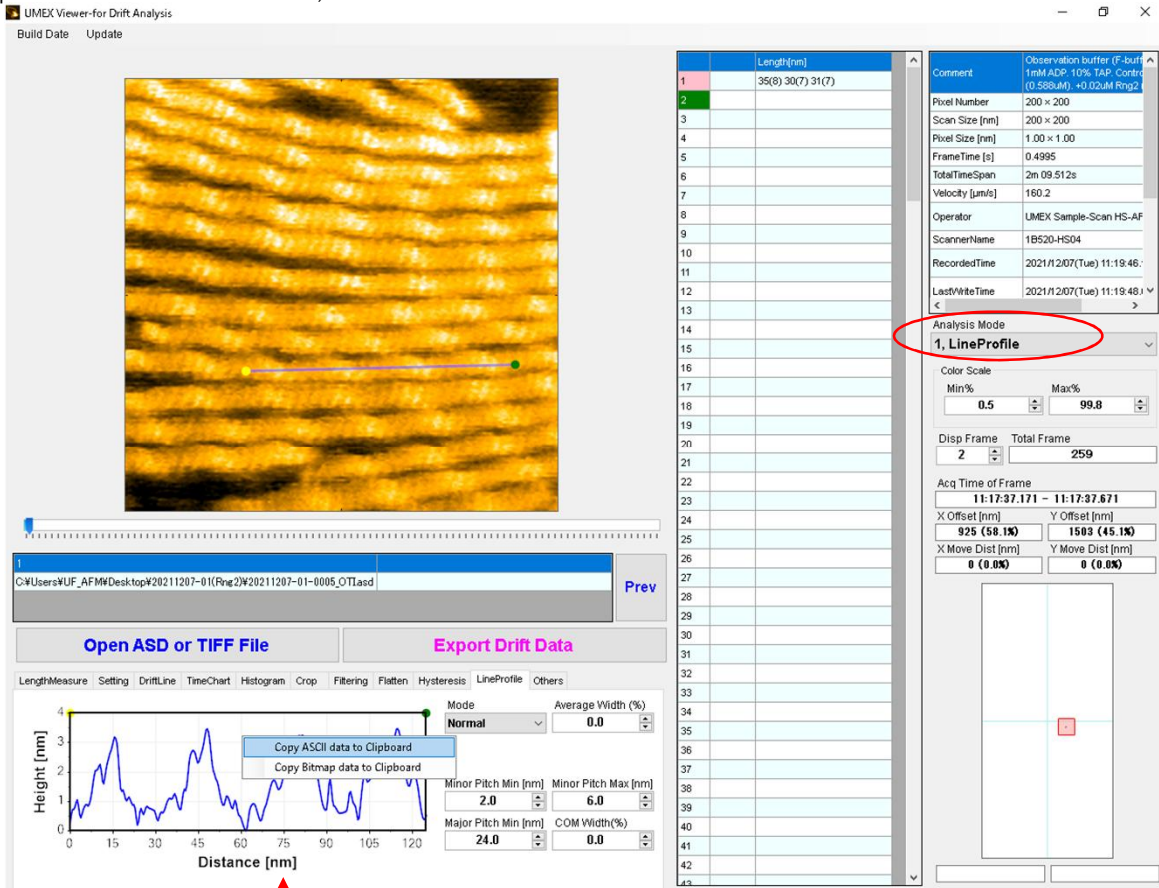 UMEX Viewer-for Drift Analysis
Build Date Update
Length[nm]
1 35(8) 30(7) 31(7)
2
3
4
5
6
7
8
9
10
11
12
13
14
15
16
17
18
19
20
21
22
23
24
25
26
27
28
29
30
31
32
33
34
35
36
37
38
39
40
41
42
43
Comment Observation buffer (F-buff
1mM ADP. 10% TAP. Contro
(0.588uM). +0.02uM Rng2
Pixel Number 200 × 200
Scan Size [nm] 200 × 200
Pixel Size [nm] 1.00 × 1.00
FrameTime [s] 0.4995
TotalTimeSpan 2m 09.512s
Velocity [µm/s] 160.2
Operator UMEX Sample-Scan HS-AF
ScannerName 1B520-HS04
RecordedTime 2021/12/07(Tue) 11:19:46.
LastWriteTime 2021/12/07(Tue) 11:19:48.
Analysis Mode
1, LineProfile
Color Scale
Min% Max%
0.5 99.8
Disp Frame Total Frame
2 259
Acq Time of Frame
11:17:37.171 - 11:17:37.671
X Offset [nm] Y Offset [nm]
925 (58.1%) 1503 (45.1%)
X Move Dist [nm] Y Move Dist [nm]
0 (0.0%) 0 (0.0%)
1
C:¥Users¥UF_AFM¥Desktop¥20211207-01(Rng2)¥20211207-01-0005_OTI.asd
Prev
Open ASD or TIFF File Export Drift Data
LengthMeasure Setting DriftLine TimeChart Histogram Crop Filtering Flatten Hysteresis LineProfile Others
Height [nm]
4
3
2
1
0
0 15 30 45 60 75 90 105 120
Distance [nm]
Copy ASCII data to Clipboard
Copy Bitmap data to Clipboard
Mode Average Width (%)
Normal 0.0
Minor Pitch Min [nm] Minor Pitch Max [nm]
2.0 6.0
Major Pitch Min [nm] COM Width(%)
24.0 0.0